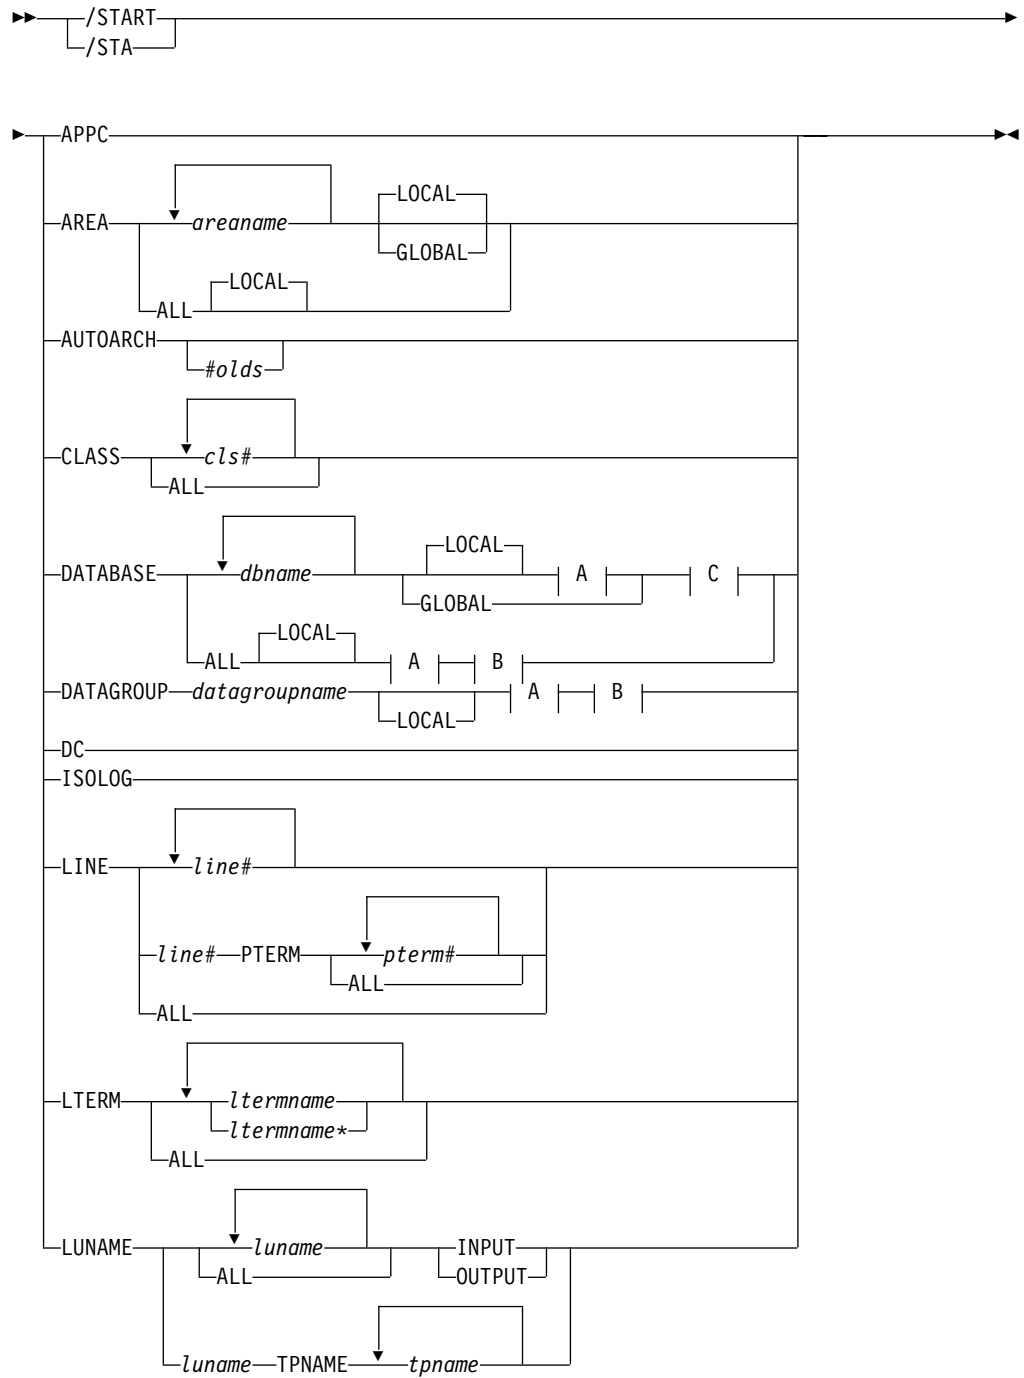 /START
/STA
APPC
LOCAL
AREA areaname
GLOBAL
LOCAL
ALL
AUTOARCH
#olds
CLASS cls#
ALL
LOCAL
DATABASE dbname A C
GLOBAL
LOCAL
ALL A B
DATAGROUP datagroupname A B
LOCAL
DC
ISOLOG
LINE line#
line# PTERM pterm#
ALL
ALL
LTERM ltermname
ltermname*
ALL
LUNAME luname INPUT
ALL OUTPUT
luname TPNAME tpname